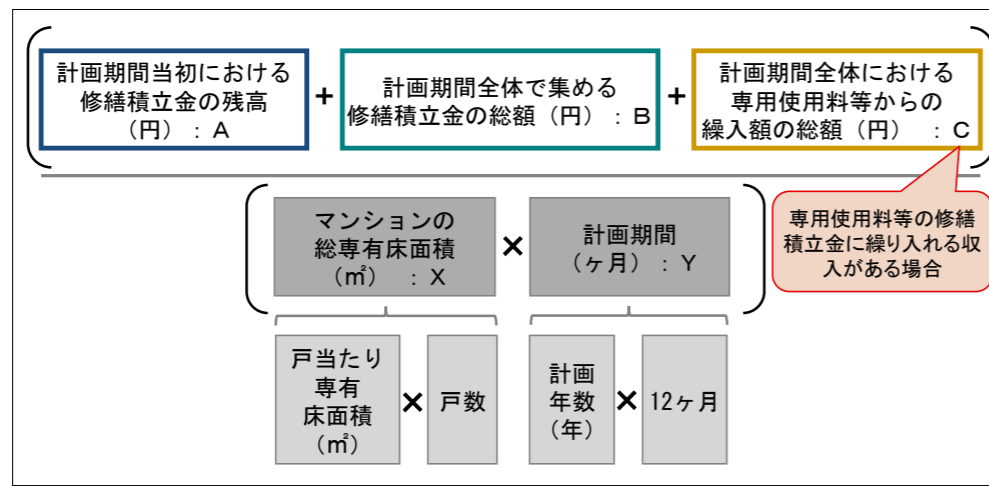 計画期間当初における
修繕積立金の残高
（円）：A
+
計画期間全体で集める
修繕積立金の総額（円）：B
+
計画期間全体における
専用使用料等からの
繰入額の総額（円）　：C
専用使用料等の修繕
積立金に繰り入れる収
入がある場合
マンションの
総専有床面積
（㎡）　：X
×
計画期間
（ヶ月）：Y
戸当たり
専有
床面積
（㎡）
×
戸数
計画
年数
（年）
×
12ヶ月